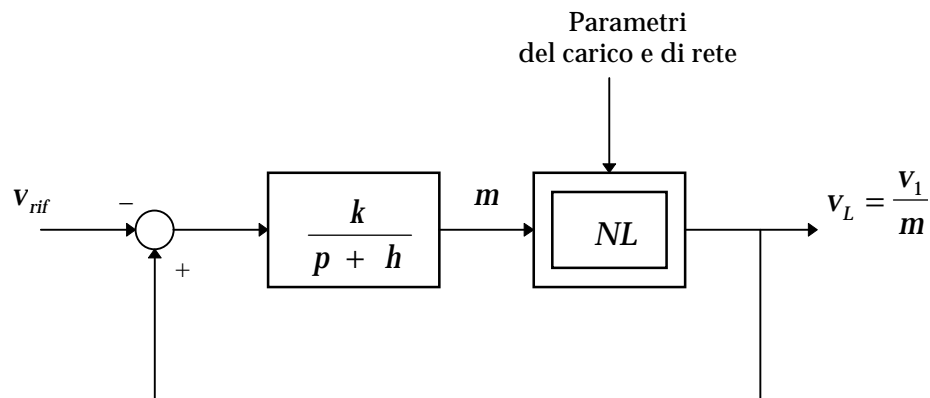 Parametri
del carico e di rete
v_rif
−
+
k
p + h
m
NL
v_L = v_1 / m